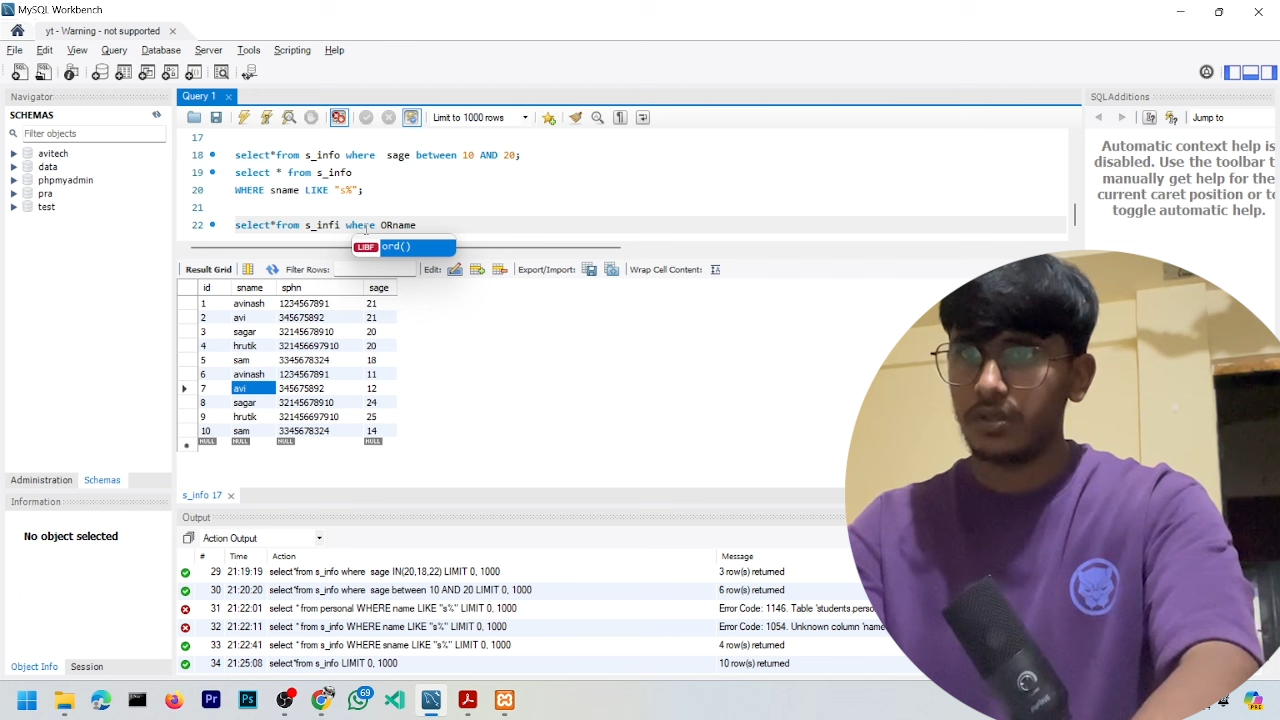 MySQL Workbench
yt - Warning - not supported
File Edit View Query Database Server Tools Scripting Help
Navigator
SCHEMAS
Filter objects
avitech
data
phpmyadmin
pra
test
Administration Schemas
Information
No object selected
Object Info Session
Query 1
Limit to 1000 rows
17
18 select*from s_info where sage between 10 AND 20;
19 select * from s_info
20 WHERE sname LIKE "s%";
21
22 select*from s_infi where ORname
LIBF ord()
Result Grid Filter Rows: Edit: Export/Import: Wrap Cell Content:
id sname sphn sage
1 avinash 1234567891 21
2 avi 345675892 21
3 sagar 32145678910 20
4 hrutik 321456697910 20
5 sam 3345678324 18
6 avinash 1234567891 11
7 avi 345675892 12
8 sagar 32145678910 24
9 hrutik 321456697910 25
10 sam 3345678324 14
NULL NULL NULL NULL
s_info 17
Output
Action Output
# Time Action Message
29 21:19:19 select*from s_info where sage IN(20,18,22) LIMIT 0, 1000 3 row(s) returned
30 21:20:20 select*from s_info where sage between 10 AND 20 LIMIT 0, 1000 6 row(s) returned
31 21:22:01 select * from personal WHERE name LIKE "s%" LIMIT 0, 1000 Error Code: 1146. Table 'students.perso
32 21:22:11 select * from s_info WHERE name LIKE "s%" LIMIT 0, 1000 Error Code: 1054. Unknown column 'name
33 21:22:41 select * from s_info WHERE sname LIKE "s%" LIMIT 0, 1000 4 row(s) returned
34 21:25:08 select*from s_info LIMIT 0, 1000 10 row(s) returned
SQLAdditions
Jump to
Automatic context help is
disabled. Use the toolbar t
manually get help for the
current caret position or to
toggle automatic help.
Pr Ps 69
PRE